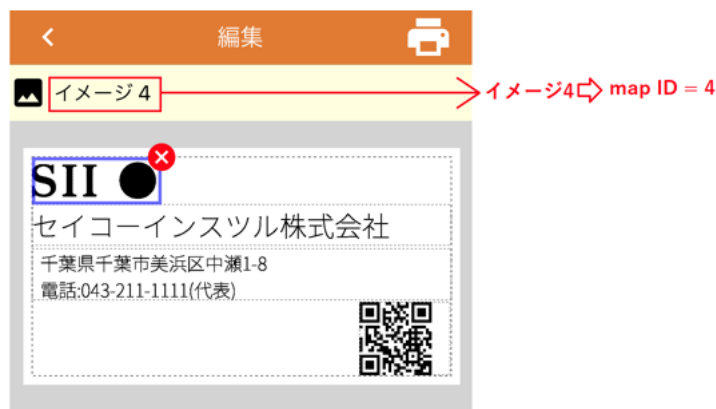 編集
イメージ 4
イメージ4 ⇨ map ID = 4
SII ●
セイコーインスツル株式会社
千葉県千葉市美浜区中瀬1-8
電話:043-211-1111(代表)